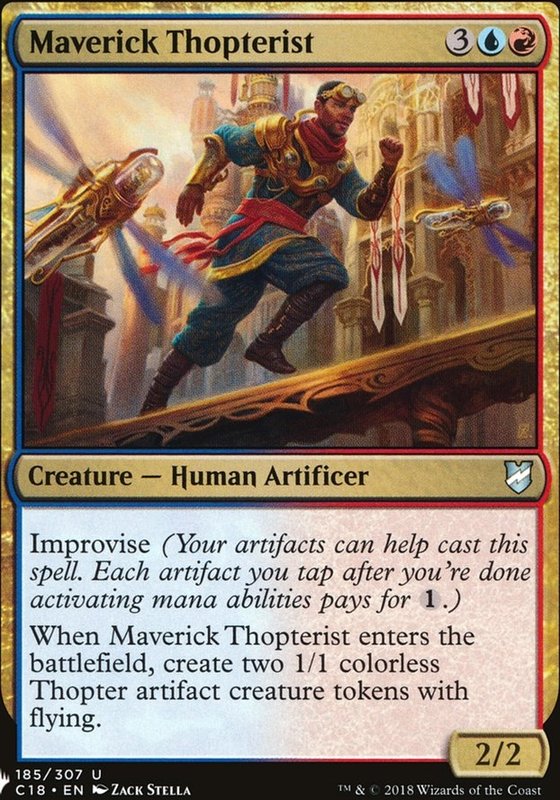 Maverick Thopterist 3
Creature — Human Artificer
Improvise (Your artifacts can help cast this
spell. Each artifact you tap after you're done
activating mana abilities pays for 1.)
When Maverick Thopterist enters the
battlefield, create two 1/1 colorless
Thopter artifact creature tokens with
flying.
2/2
185/307 U
C18 • EN Zack Stella
™ & © 2018 Wizards of the Coast